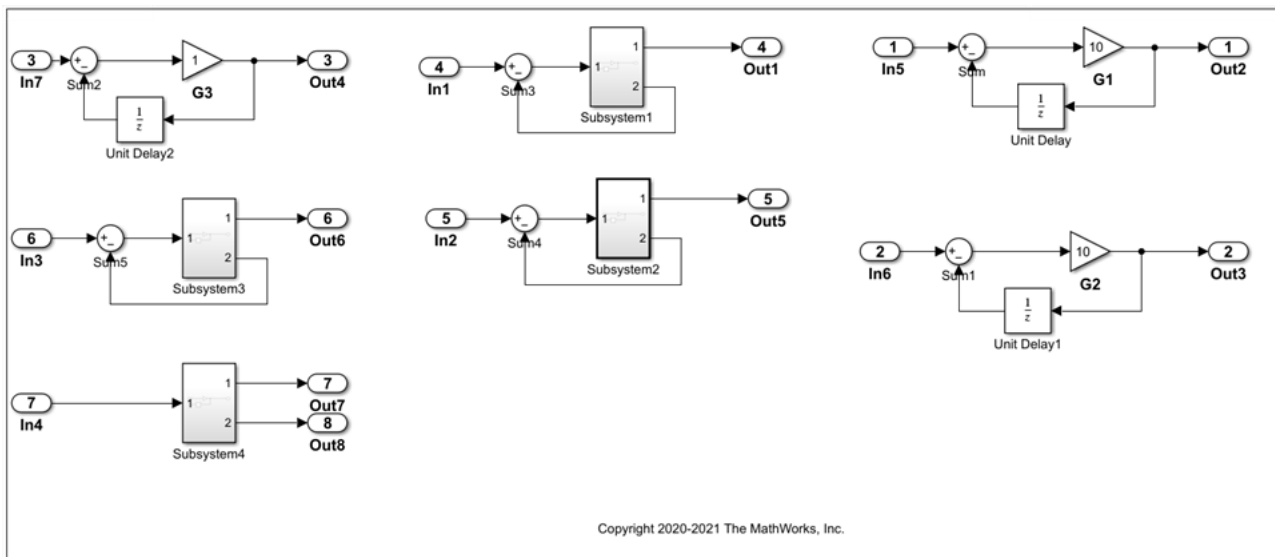 3
In7
+
−
Sum2
1
G3
3
Out4
1
z
Unit Delay2
4
In1
+
−
Sum3
1
1
2
Subsystem1
4
Out1
1
In5
+
−
Sum
10
G1
1
Out2
1
z
Unit Delay
6
In3
+
−
Sum5
1
1
2
Subsystem3
6
Out6
5
In2
+
−
Sum4
1
1
2
Subsystem2
5
Out5
2
In6
+
−
Sum1
10
G2
2
Out3
1
z
Unit Delay1
7
In4
1
1
2
Subsystem4
7
Out7
8
Out8
Copyright 2020-2021 The MathWorks, Inc.